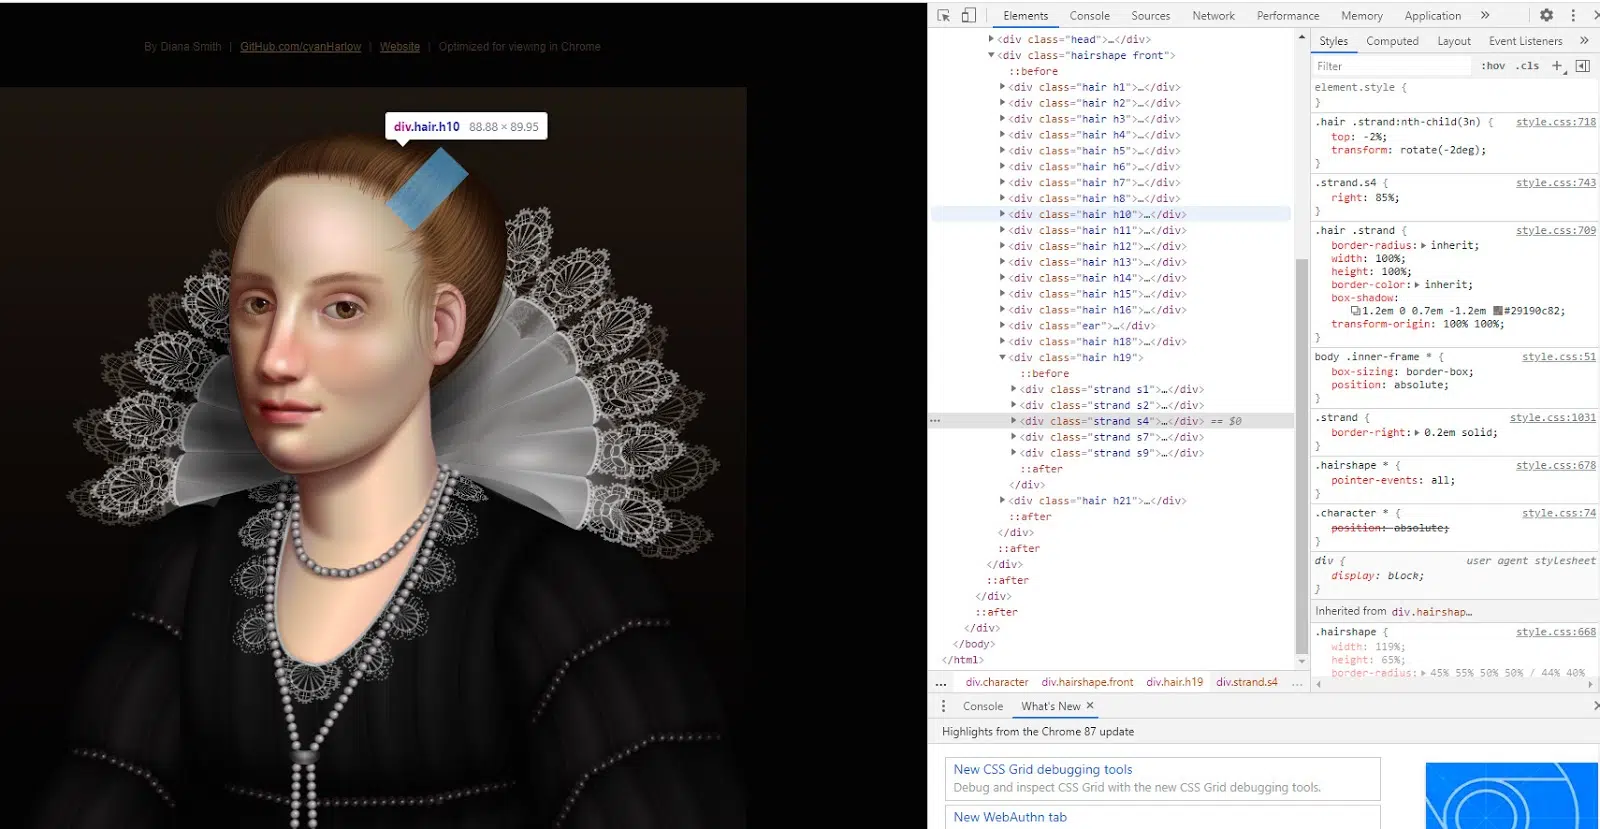 By Diana Smith | GitHub.com/cyanHarlow | Website | Optimized for viewing in Chrome
div.hair.h10 88.88 × 89.95
Elements Console Sources Network Performance Memory Application »
<div class="head">…</div>
<div class="hairshape front">
::before
<div class="hair h1">…</div>
<div class="hair h2">…</div>
<div class="hair h3">…</div>
<div class="hair h4">…</div>
<div class="hair h5">…</div>
<div class="hair h6">…</div>
<div class="hair h7">…</div>
<div class="hair h8">…</div>
<div class="hair h10">…</div>
<div class="hair h11">…</div>
<div class="hair h12">…</div>
<div class="hair h13">…</div>
<div class="hair h14">…</div>
<div class="hair h15">…</div>
<div class="hair h16">…</div>
<div class="ear">…</div>
<div class="hair h18">…</div>
<div class="hair h19">
::before
<div class="strand s1">…</div>
<div class="strand s2">…</div>
<div class="strand s4">…</div> == $0
<div class="strand s7">…</div>
<div class="strand s9">…</div>
::after
</div>
<div class="hair h21">…</div>
::after
</div>
::after
</div>
::after
</div>
::after
</div>
</body>
</html>
... div.character div.hairshape.front div.hair.h19 div.strand.s4 ...
Styles Computed Layout Event Listeners »
Filter :hov .cls +
element.style {
}
.hair .strand:nth-child(3n) { style.css:718
top: -2%;
transform: rotate(-2deg);
}
.strand.s4 { style.css:743
right: 85%;
}
.hair .strand { style.css:709
border-radius: inherit;
width: 100%;
height: 100%;
border-color: inherit;
box-shadow:
1.2em 0 0.7em -1.2em #29190c82;
transform-origin: 100% 100%;
}
body .inner-frame * { style.css:51
box-sizing: border-box;
position: absolute;
}
.strand { style.css:1031
border-right: 0.2em solid;
}
.hairshape * { style.css:678
pointer-events: all;
}
.character * { style.css:74
position: absolute;
}
div { user agent stylesheet
display: block;
}
Inherited from div.hairshap…
.hairshape { style.css:668
width: 119%;
height: 65%;
border-radius: 45% 55% 50% 50% / 44% 40%
Console What's New ×
Highlights from the Chrome 87 update
New CSS Grid debugging tools
Debug and inspect CSS Grid with the new CSS Grid debugging tools.
New WebAuthn tab